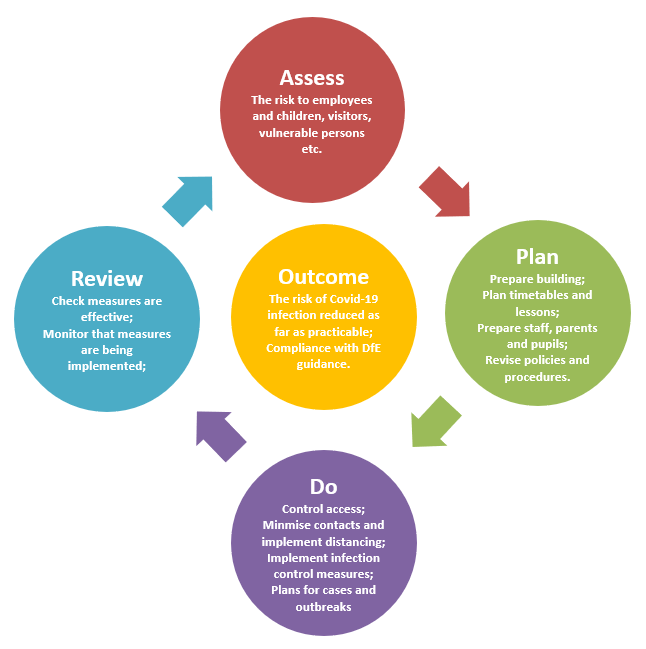 Assess
The risk to employees
and children, visitors,
vulnerable persons
etc.
Plan
Prepare building;
Plan timetables and
lessons;
Prepare staff, parents
and pupils;
Revise policies and
procedures.
Do
Control access;
Minmise contacts and
implement distancing;
Implement infection
control measures;
Plans for cases and
outbreaks
Review
Check measures are
effective;
Monitor that measures
are being
implemented;
Outcome
The risk of Covid-19
infection reduced as
far as practicable;
Compliance with DfE
guidance.